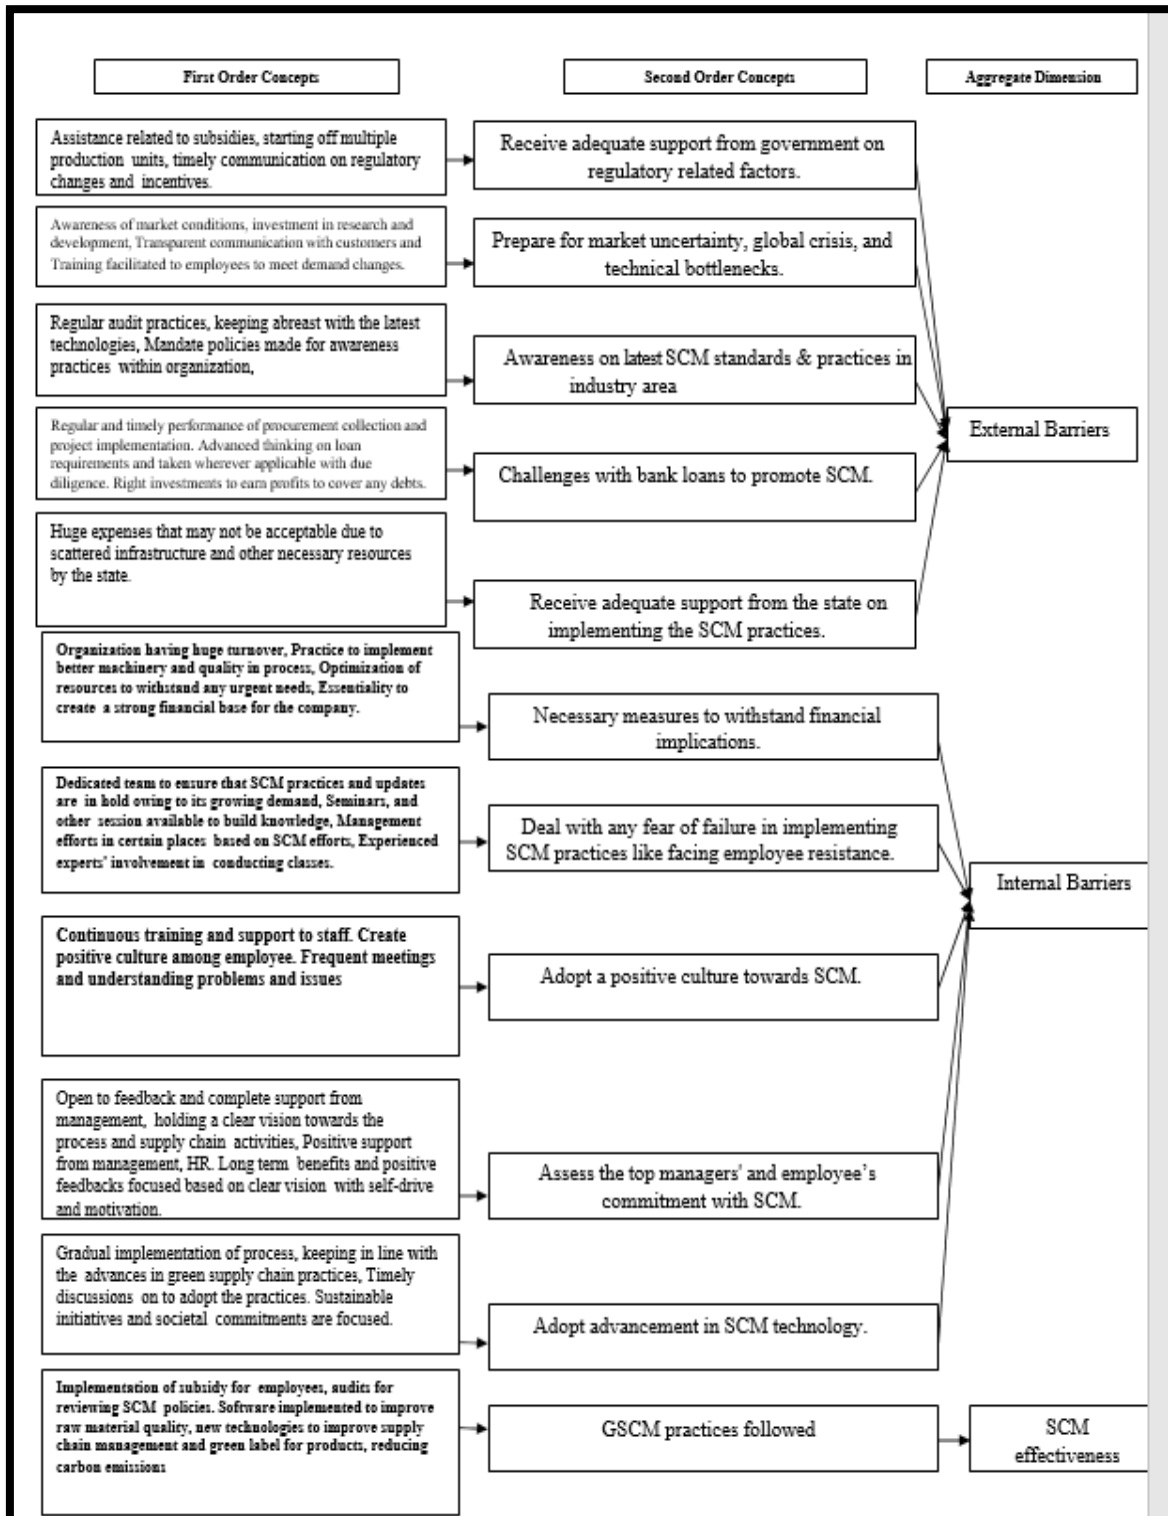 First Order Concepts
Second Order Concepts
Aggregate Dimension
Assistance related to subsidies, starting off multiple
production units, timely communication on regulatory
changes and incentives.
Receive adequate support from government on
regulatory related factors.
Awareness of market conditions, investment in research and
development, Transparent communication with customers and
Training facilitated to employees to meet demand changes.
Prepare for market uncertainty, global crisis, and
technical bottlenecks.
Regular audit practices, keeping abreast with the latest
technologies, Mandate policies made for awareness
practices within organization,
Awareness on latest SCM standards & practices in
industry area
External Barriers
Regular and timely performance of procurement collection and
project implementation. Advanced thinking on loan
requirements and taken wherever applicable with due
diligence. Right investments to earn profits to cover any debts.
Challenges with bank loans to promote SCM.
Huge expenses that may not be acceptable due to
scattered infrastructure and other necessary resources
by the state.
Receive adequate support from the state on
implementing the SCM practices.
Organization having huge turnover, Practice to implement
better machinery and quality in process, Optimization of
resources to withstand any urgent needs, Essentiality to
create a strong financial base for the company.
Necessary measures to withstand financial
implications.
Dedicated team to ensure that SCM practices and updates
are in hold owing to its growing demand, Seminars, and
other session available to build knowledge, Management
efforts in certain places based on SCM efforts, Experienced
experts' involvement in conducting classes.
Deal with any fear of failure in implementing
SCM practices like facing employee resistance.
Internal Barriers
Continuous training and support to staff. Create
positive culture among employee. Frequent meetings
and understanding problems and issues
Adopt a positive culture towards SCM.
Open to feedback and complete support from
management, holding a clear vision towards the
process and supply chain activities, Positive support
from management, HR. Long term benefits and positive
feedbacks focused based on clear vision with self-drive
and motivation.
Assess the top managers' and employee's
commitment with SCM.
Gradual implementation of process, keeping in line with
the advances in green supply chain practices, Timely
discussions on to adopt the practices. Sustainable
initiatives and societal commitments are focused.
Adopt advancement in SCM technology.
Implementation of subsidy for employees, audits for
reviewing SCM policies. Software implemented to improve
raw material quality, new technologies to improve supply
chain management and green label for products, reducing
carbon emissions
GSCM practices followed
SCM
effectiveness